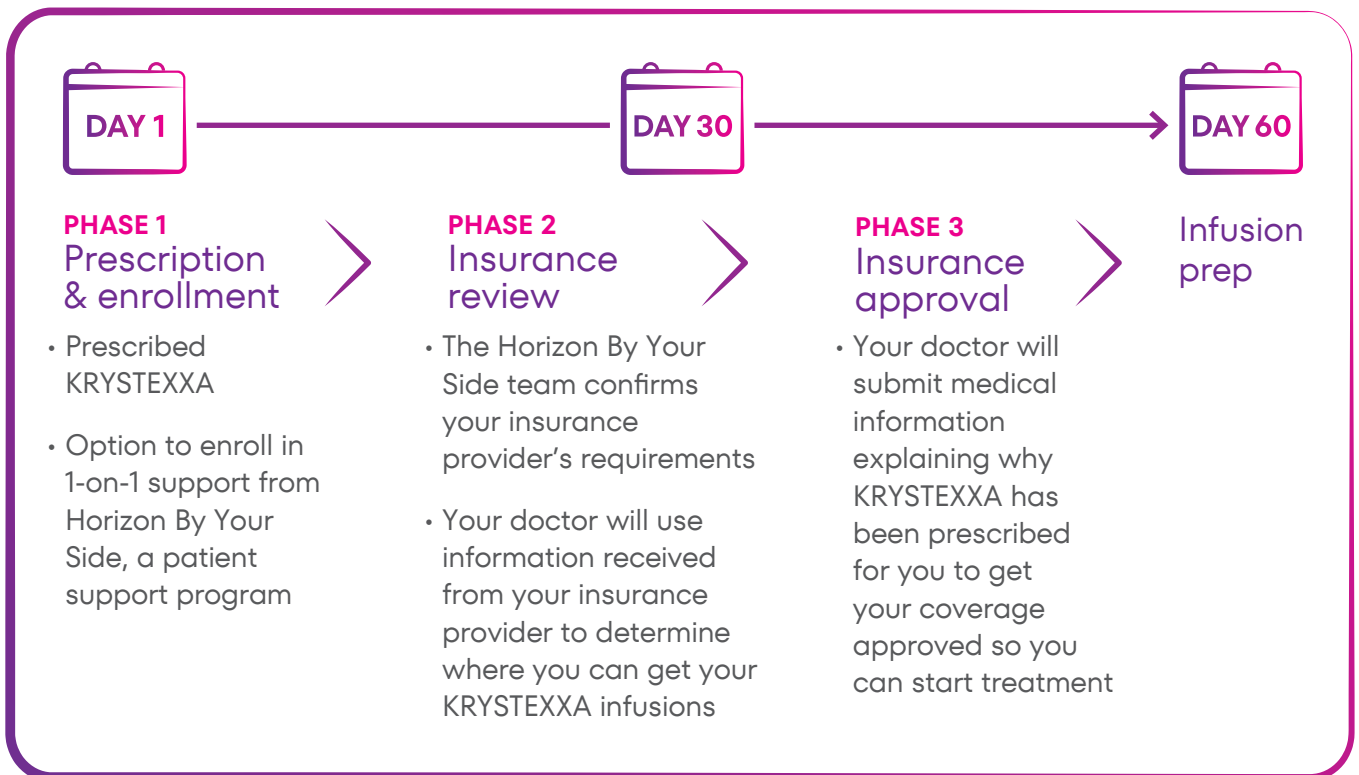 DAY 1
DAY 30
DAY 60
PHASE 1
Prescription
& enrollment
• Prescribed
KRYSTEXXA
• Option to enroll in
1-on-1 support from
Horizon By Your
Side, a patient
support program
PHASE 2
Insurance
review
• The Horizon By Your
Side team confirms
your insurance
provider’s requirements
• Your doctor will use
information received
from your insurance
provider to determine
where you can get your
KRYSTEXXA infusions
PHASE 3
Insurance
approval
• Your doctor will
submit medical
information
explaining why
KRYSTEXXA has
been prescribed
for you to get
your coverage
approved so you
can start treatment
Infusion
prep